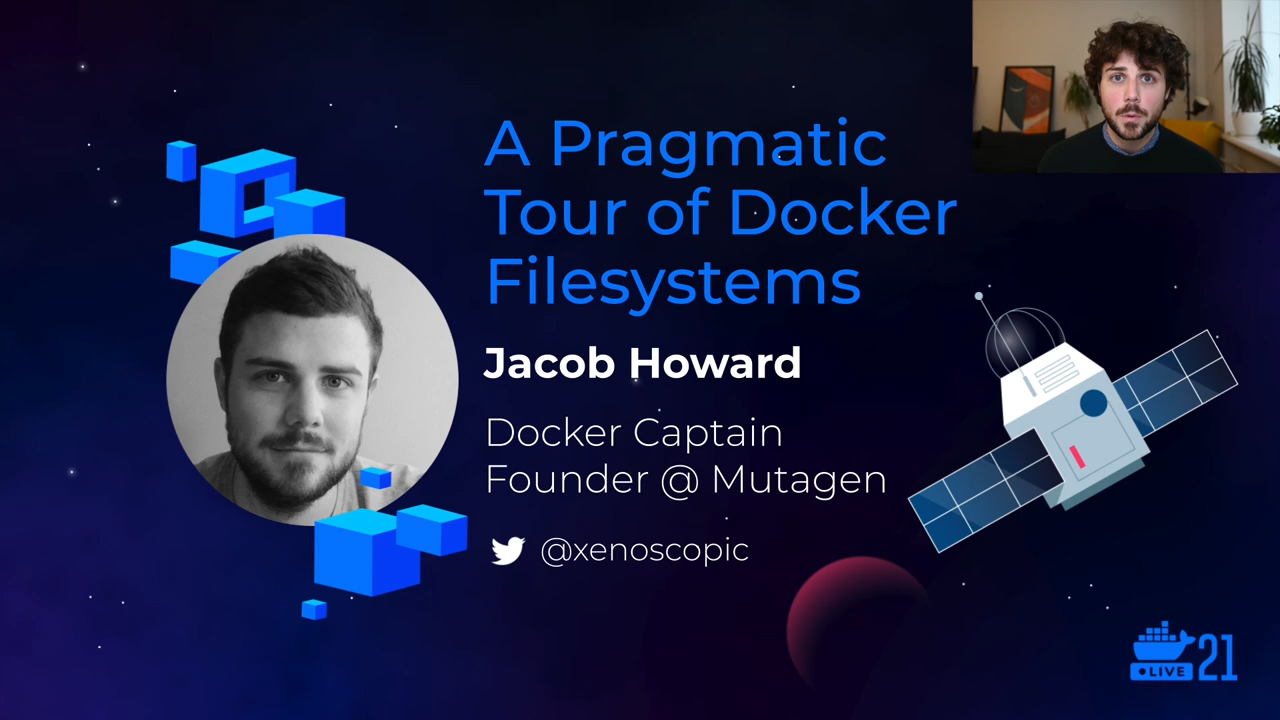 A Pragmatic
Tour of Docker
Filesystems
Jacob Howard
Docker Captain
Founder @ Mutagen
@xenoscopic
LIVE 21